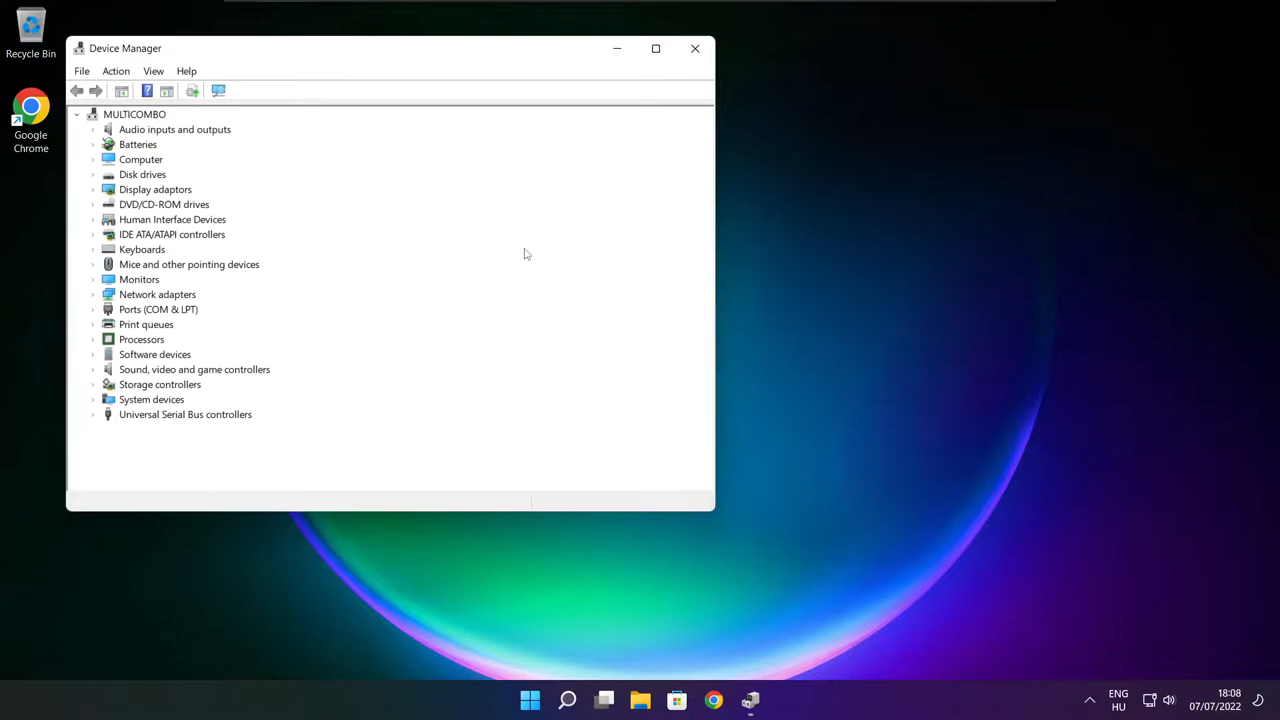 Recycle Bin
Google
Chrome
Device Manager
File Action View Help
MULTICOMBO
Audio inputs and outputs
Batteries
Computer
Disk drives
Display adaptors
DVD/CD-ROM drives
Human Interface Devices
IDE ATA/ATAPI controllers
Keyboards
Mice and other pointing devices
Monitors
Network adapters
Ports (COM & LPT)
Print queues
Processors
Software devices
Sound, video and game controllers
Storage controllers
System devices
Universal Serial Bus controllers
ENG
HU
18:08
07/07/2022